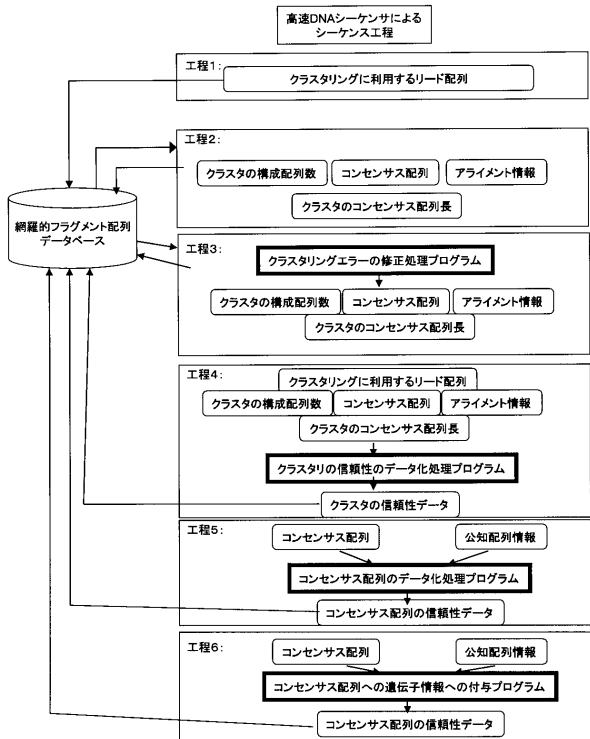 高速DNAシーケンサによる
シーケンス工程
工程1:
クラスタリングに利用するリード配列
工程2:
クラスタの構成配列数
コンセンサス配列
アライメント情報
クラスタのコンセンサス配列長
網羅的フラグメント配列
データベース
工程3:
クラスタリングエラーの修正処理プログラム
クラスタの構成配列数
コンセンサス配列
アライメント情報
クラスタのコンセンサス配列長
工程4:
クラスタリングに利用するリード配列
クラスタの構成配列数
コンセンサス配列
アライメント情報
クラスタのコンセンサス配列長
クラスタリの信頼性のデータ化処理プログラム
クラスタの信頼性データ
工程5:
コンセンサス配列
公知配列情報
コンセンサス配列のデータ化処理プログラム
コンセンサス配列の信頼性データ
工程6:
コンセンサス配列
公知配列情報
コンセンサス配列への遺伝子情報への付与プログラム
コンセンサス配列の信頼性データ